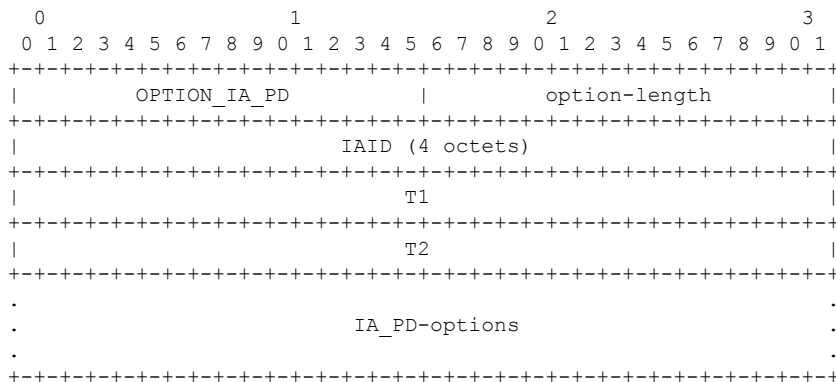 0                   1                   2                   3
0 1 2 3 4 5 6 7 8 9 0 1 2 3 4 5 6 7 8 9 0 1 2 3 4 5 6 7 8 9 0 1
+-+-+-+-+-+-+-+-+-+-+-+-+-+-+-+-+-+-+-+-+-+-+-+-+-+-+-+-+-+-+-+-+
|         OPTION_IA_PD          |         option-length         |
+-+-+-+-+-+-+-+-+-+-+-+-+-+-+-+-+-+-+-+-+-+-+-+-+-+-+-+-+-+-+-+-+
|                         IAID (4 octets)                       |
+-+-+-+-+-+-+-+-+-+-+-+-+-+-+-+-+-+-+-+-+-+-+-+-+-+-+-+-+-+-+-+-+
|                              T1                               |
+-+-+-+-+-+-+-+-+-+-+-+-+-+-+-+-+-+-+-+-+-+-+-+-+-+-+-+-+-+-+-+-+
|                              T2                               |
+-+-+-+-+-+-+-+-+-+-+-+-+-+-+-+-+-+-+-+-+-+-+-+-+-+-+-+-+-+-+-+-+
.                                                               .
.                          IA_PD-options                        .
.                                                               .
+-+-+-+-+-+-+-+-+-+-+-+-+-+-+-+-+-+-+-+-+-+-+-+-+-+-+-+-+-+-+-+-+